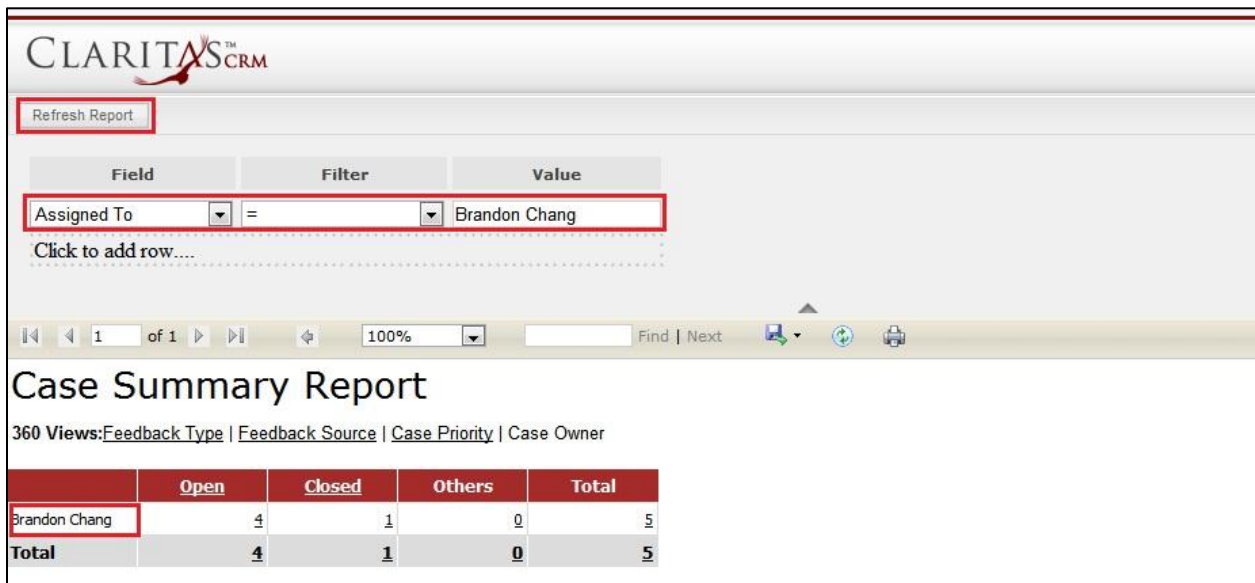 CLARITAS™CRM
Refresh Report
Field Filter Value
Assigned To = Brandon Chang
Click to add row....
1 of 1 100% Find | Next
Case Summary Report
360 Views:Feedback Type | Feedback Source | Case Priority | Case Owner
Open Closed Others Total
Brandon Chang 4 1 0 5
Total 4 1 0 5